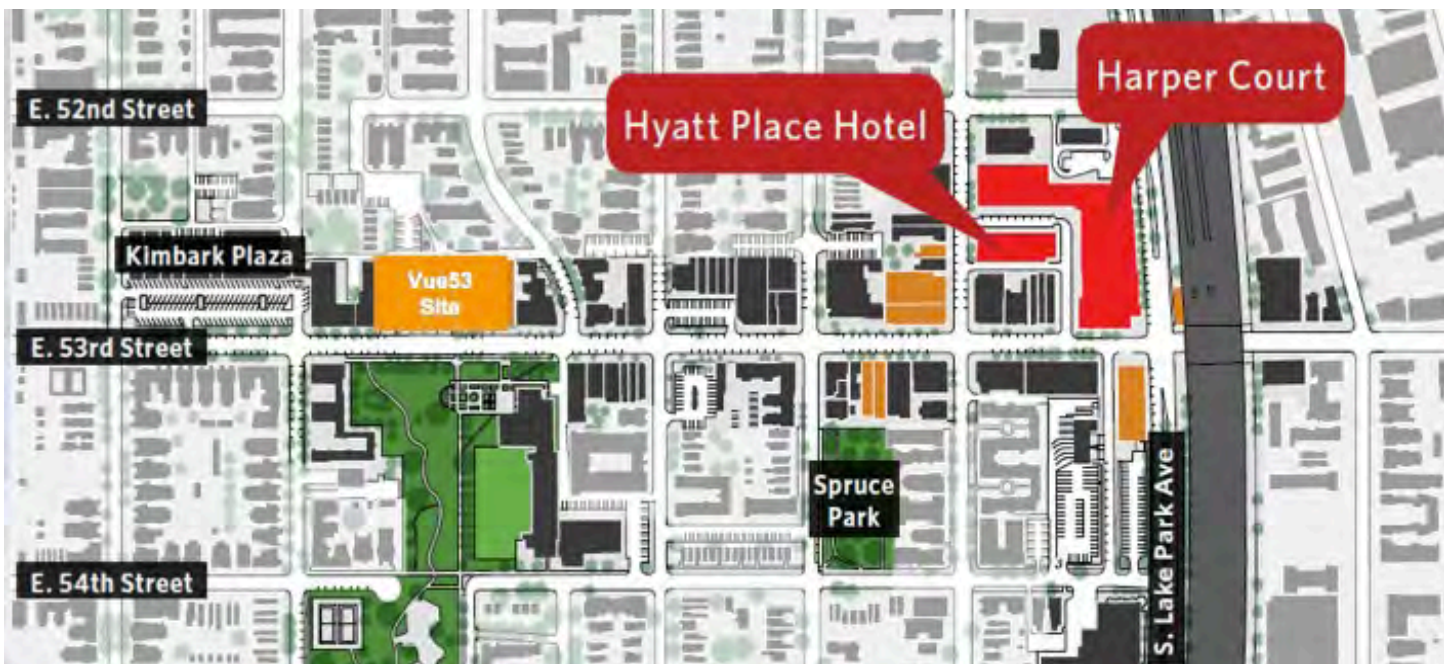 E. 52nd Street
Hyatt Place Hotel
Harper Court
Kimbark Plaza
Vue53
Site
E. 53rd Street
Spruce
Park
S. Lake Park Ave
E. 54th Street